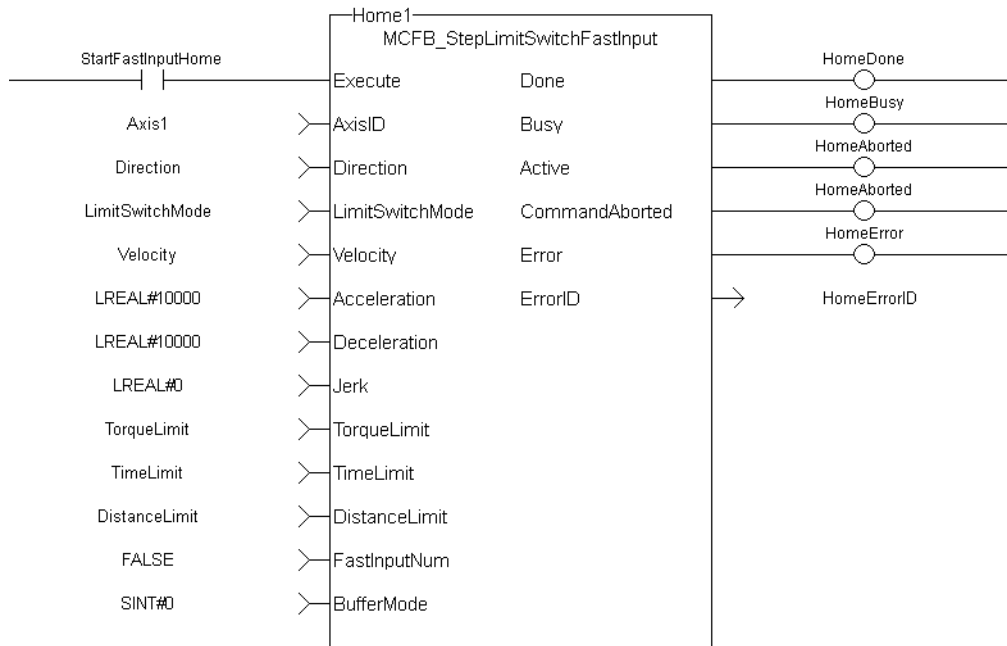 Home1
MCFB_StepLimitSwitchFastInput
StartFastInputHome Execute Done HomeDone
Axis1 AxisID Busy HomeBusy
Direction Direction Active HomeAborted
LimitSwitchMode LimitSwitchMode CommandAborted HomeAborted
Velocity Velocity Error HomeError
LREAL#10000 Acceleration ErrorID HomeErrorID
LREAL#10000 Deceleration
LREAL#0 Jerk
TorqueLimit TorqueLimit
TimeLimit TimeLimit
DistanceLimit DistanceLimit
FALSE FastInputNum
SINT#0 BufferMode